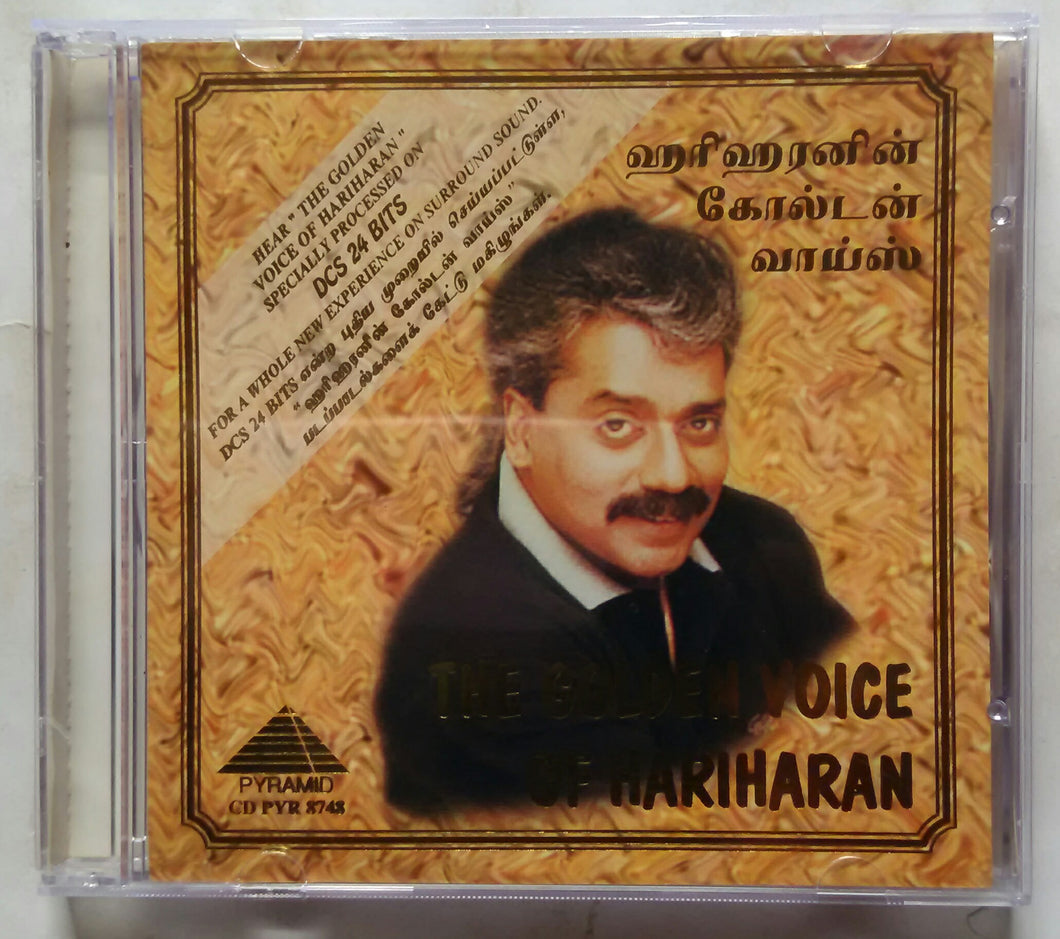 HEAR " THE GOLDEN
VOICE OF HARIHARAN "
SPECIALLY PROCESSED ON
DCS 24 BITS
FOR A WHOLE NEW EXPERIENCE ON SURROUND SOUND.
DCS 24 BITS என்ற புதிய முறையில் செய்யப்பட்டுள்ள,
“ ஹரிஹரனின் கோல்டன் வாய்ஸ் ”
படப்பாடல்களைக் கேட்டு மகிழுங்கள்.
ஹரிஹரனின்
கோல்டன்
வாய்ஸ்
THE GOLDEN VOICE
OF HARIHARAN
PYRAMID
CD PYR 8748